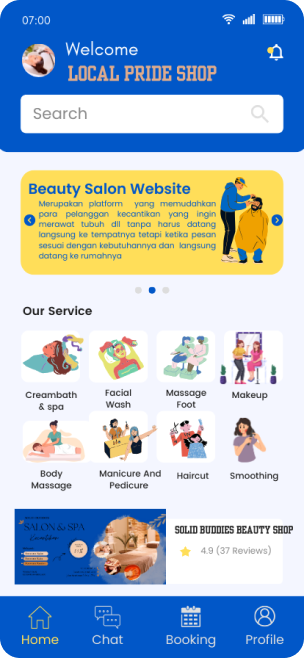 07:00
Welcome
LOCAL PRIDE SHOP
Search
Beauty Salon Website
Merupakan platform yang memudahkan
para pelanggan kecantikan yang ingin
merawat tubuh dll tanpa harus datang
langsung ke tempatnya tetapi ketika pesan
sesuai dengan kebutuhannya dan langsung
datang ke rumahnya
Our Service
Creambath
& spa
Facial
Wash
Massage
Foot
Makeup
Body
Massage
Manicure And
Pedicure
Haircut
Smoothing
SALON & SPA
SOLID BUDDIES BEAUTY SHOP
4.9 (37 Reviews)
Home
Chat
Booking
Profile